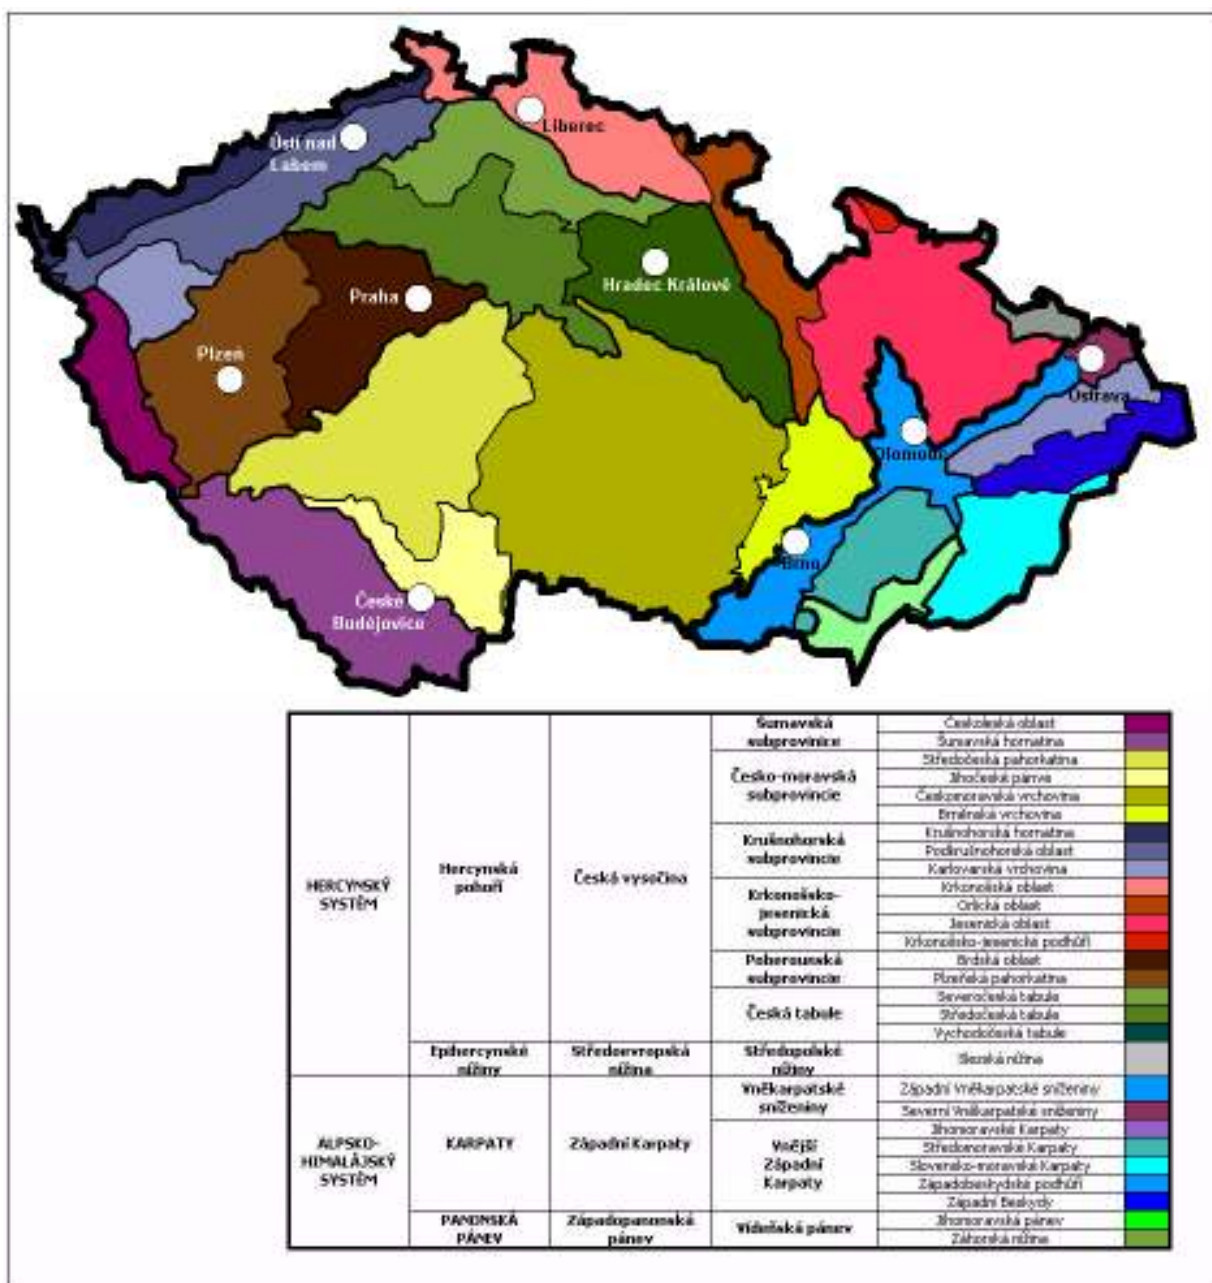 Liberec
Ústí nad
Labem
Hradec Králové
Praha
Plzeň
Ostrava
Olomouc
Brno
České
Budějovice
HERCYNSKÝ
SYSTÉM
Hercynská
pohoří
Česká vysočina
Šumavská
subprovinice
Českoleská oblast
Šumavská hornatina
Česko-moravská
subprovincie
Středočeská pahorkatina
Jihočeské pánve
Českomoravská vrchovina
Brněnská vrchovina
Krušnohorská
subprovincie
Krušnohorská hornatina
Podkrušnohorská oblast
Karlovarská vrchovina
Krkonošsko-
jesenická
subprovincie
Krkonošská oblast
Orlická oblast
Jesenická oblast
Krkonošsko-jesenické podhůří
Poberounská
subprovincie
Brdská oblast
Plzeňská pahorkatina
Česká tabule
Severočeská tabule
Středočeská tabule
Východočeská tabule
Epihercynské
nížiny
Středoevropská
nížina
Středopolské
nížiny
Slezská nížina
ALPSKO-
HIMALÁJSKÝ
SYSTÉM
KARPATY
Západní Karpaty
Vněkarpatské
sníženiny
Západní Vněkarpatské sníženiny
Severní Vněkarpatské sníženiny
Vnější
Západní
Karpaty
Jihomoravské Karpaty
Středomoravské Karpaty
Slovensko-moravské Karpaty
Západobeskydské podhůří
Západní Beskydy
PANONSKÁ
PÁNEV
Západopanonská
pánev
Vídeňská pánev
Jihomoravská pánev
Záhorská nížina